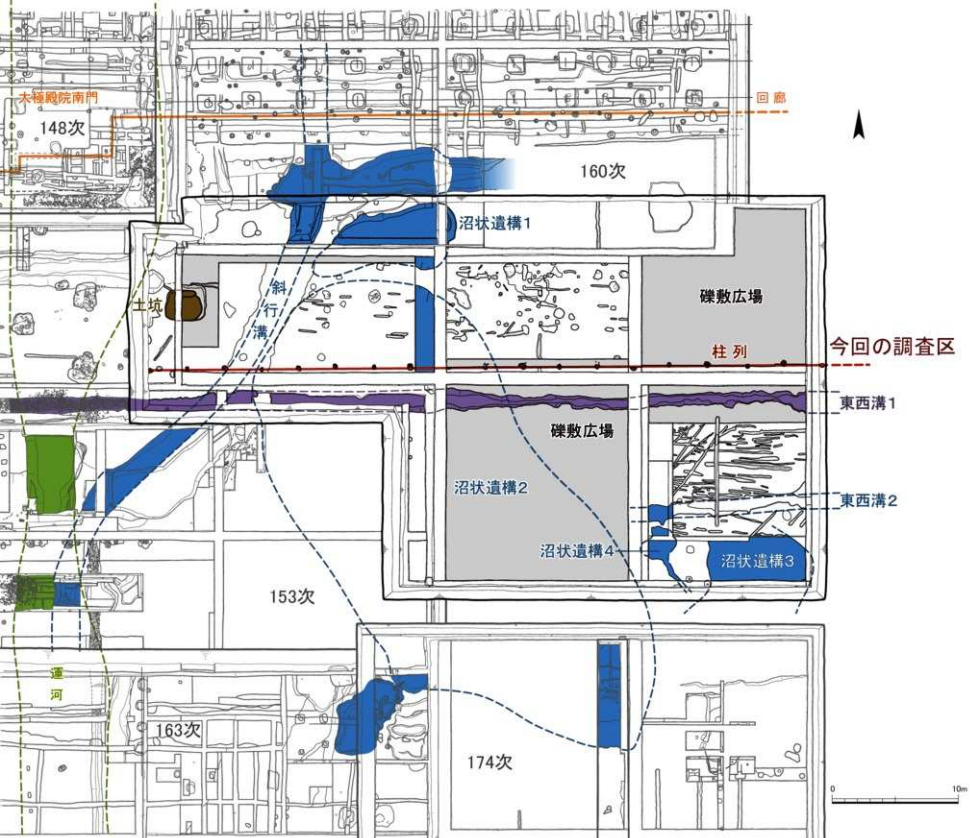 大極殿院南門
148次
回廊
160次
沼状遺構1
斜行溝
土坑
礫敷広場
柱列
今回の調査区
東西溝1
礫敷広場
沼状遺構2
東西溝2
沼状遺構4
沼状遺構3
153次
運河
163次
174次
0 10m